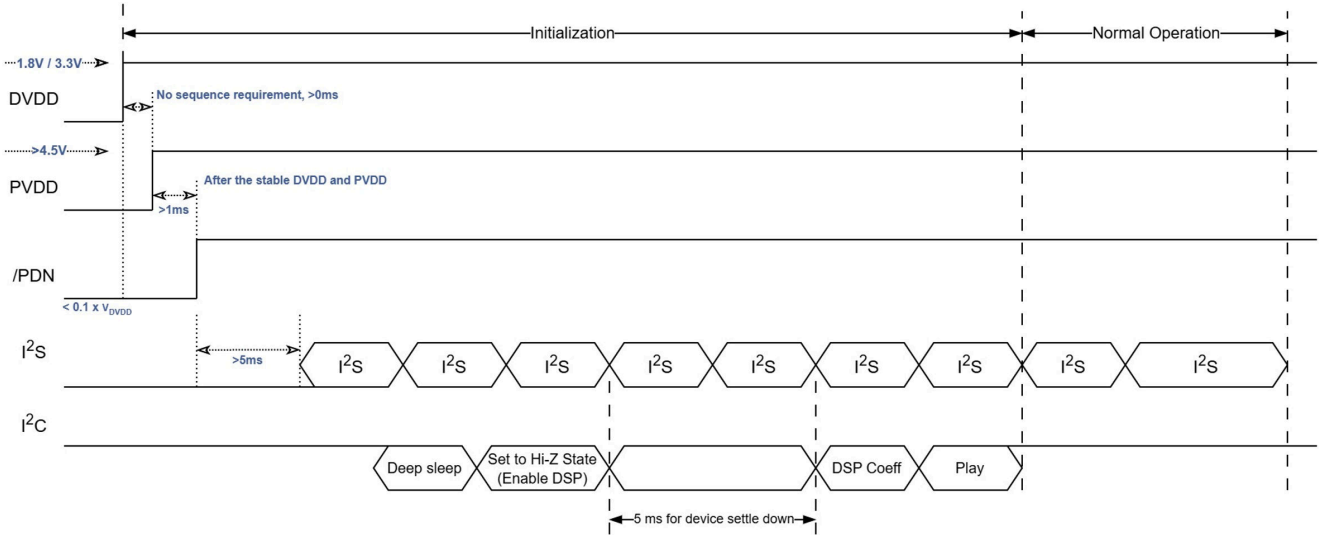 Initialization
Normal Operation
1.8V / 3.3V
DVDD
No sequence requirement, >0ms
>4.5V
PVDD
After the stable DVDD and PVDD
>1ms
/PDN
< 0.1 x V_DVDD
I²S
>5ms
I²S
I²S
I²S
I²S
I²S
I²S
I²S
I²S
I²S
I²C
Deep sleep
Set to Hi-Z State
(Enable DSP)
DSP Coeff
Play
5 ms for device settle down